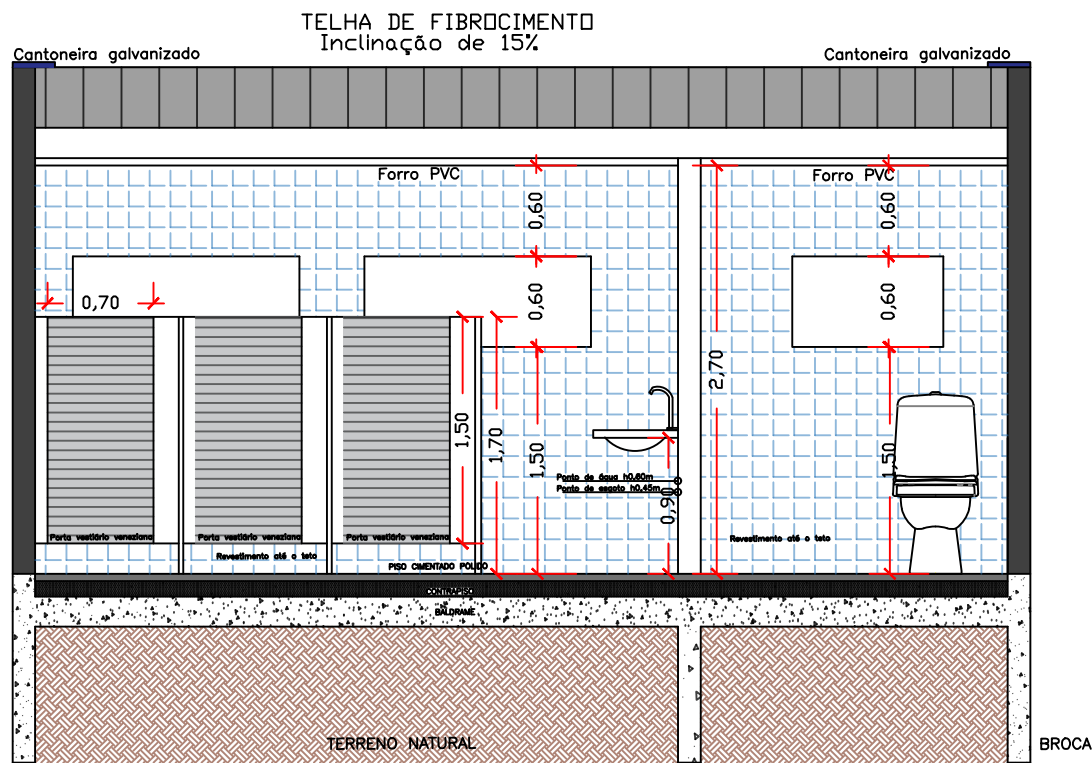 TELHA DE FIBROCIMENTO
Inclinação de 15%
Cantoneira galvanizado
Cantoneira galvanizado
Forro PVC
Forro PVC
0,60
0,60
0,70
0,60
0,60
2,70
1,50
1,70
1,50
1,50
0,90
Ponto de água h0.60m
Ponto de esgoto h0.45m
Porta vestiário veneziana
Porta vestiário veneziana
Porta vestiário veneziana
Revestimento até o teto
Revestimento até o teto
PISO CIMENTADO POLIDO
CONTRAPISO
BALDRAME
TERRENO NATURAL
BROCA